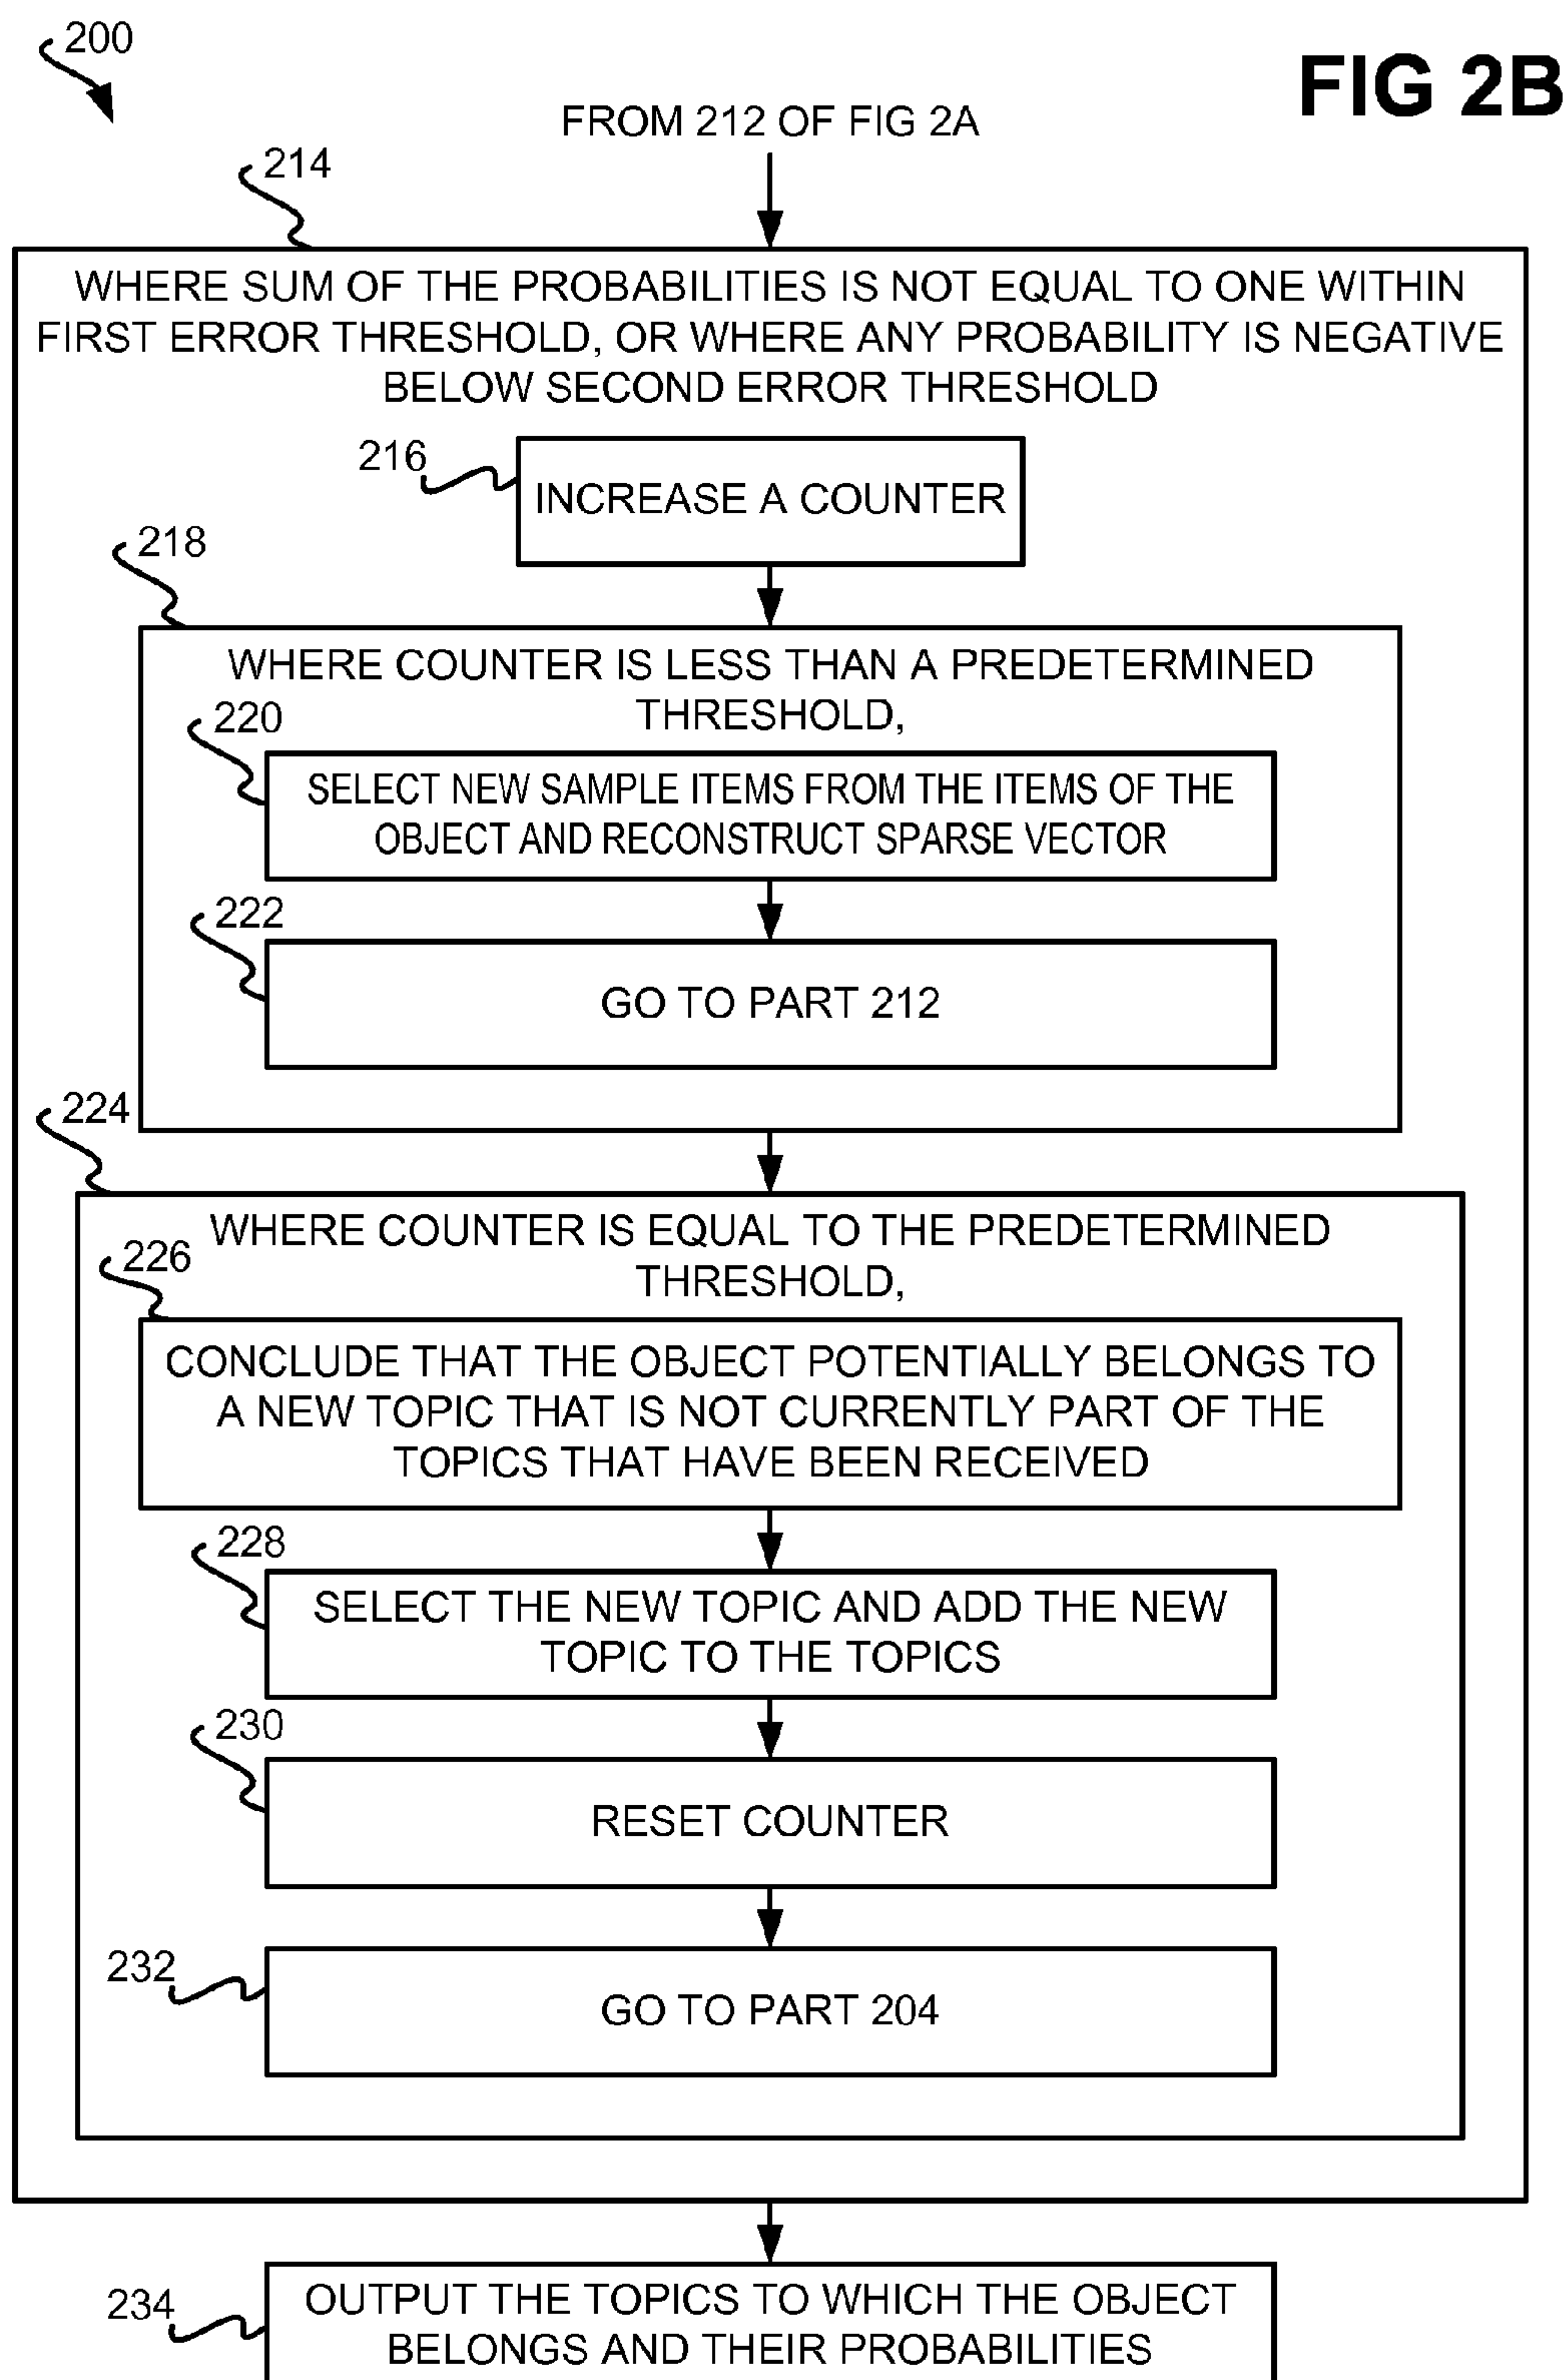 200
FIG 2B
FROM 212 OF FIG 2A
214
WHERE SUM OF THE PROBABILITIES IS NOT EQUAL TO ONE WITHIN
FIRST ERROR THRESHOLD, OR WHERE ANY PROBABILITY IS NEGATIVE
BELOW SECOND ERROR THRESHOLD
216
INCREASE A COUNTER
218
WHERE COUNTER IS LESS THAN A PREDETERMINED
THRESHOLD,
220
SELECT NEW SAMPLE ITEMS FROM THE ITEMS OF THE
OBJECT AND RECONSTRUCT SPARSE VECTOR
222
GO TO PART 212
224
WHERE COUNTER IS EQUAL TO THE PREDETERMINED
THRESHOLD,
226
CONCLUDE THAT THE OBJECT POTENTIALLY BELONGS TO
A NEW TOPIC THAT IS NOT CURRENTLY PART OF THE
TOPICS THAT HAVE BEEN RECEIVED
228
SELECT THE NEW TOPIC AND ADD THE NEW
TOPIC TO THE TOPICS
230
RESET COUNTER
232
GO TO PART 204
234
OUTPUT THE TOPICS TO WHICH THE OBJECT
BELONGS AND THEIR PROBABILITIES